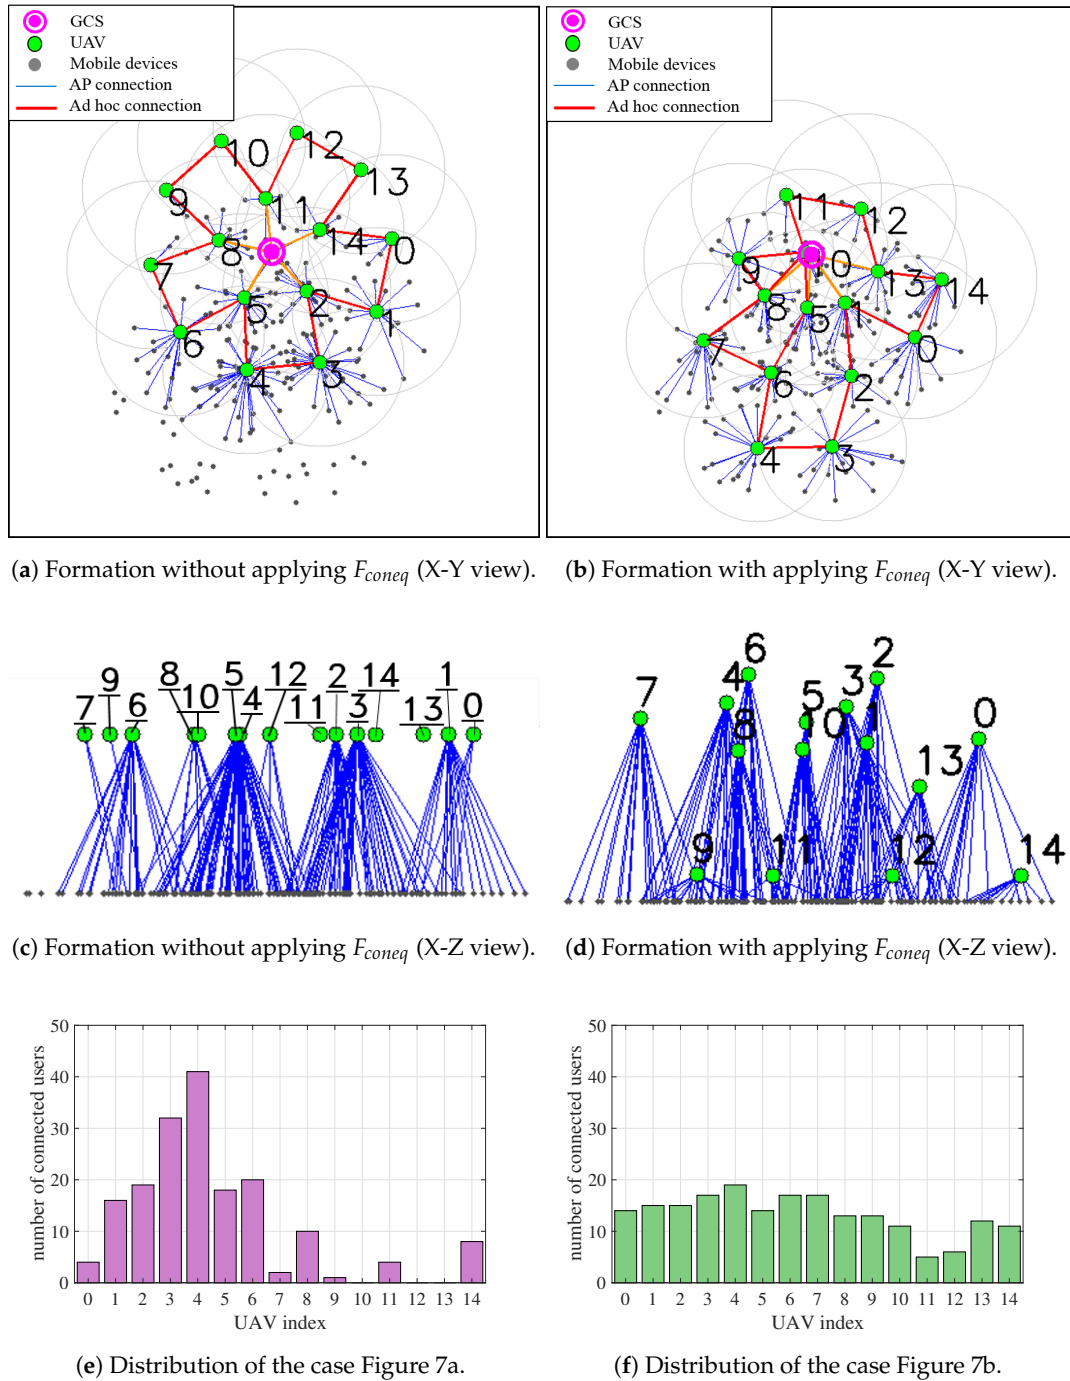 GCS
UAV
Mobile devices
AP connection
Ad hoc connection
10
12
13
9
11
14
0
8
7
5
2
1
6
4
3
GCS
UAV
Mobile devices
AP connection
Ad hoc connection
11
12
9
10
13
14
8
5
1
7
0
6
2
4
3
(a) Formation without applying F_coneq (X-Y view).
(b) Formation with applying F_coneq (X-Y view).
7 9 6 8 10 5 4 12 11 2 3 14 13 1 0
7 4 6 8 5 10 3 2 1 0
13
9 11 12 14
(c) Formation without applying F_coneq (X-Z view).
(d) Formation with applying F_coneq (X-Z view).
number of connected users
50
40
30
20
10
0
0 1 2 3 4 5 6 7 8 9 10 11 12 13 14
UAV index
number of connected users
50
40
30
20
10
0
0 1 2 3 4 5 6 7 8 9 10 11 12 13 14
UAV index
(e) Distribution of the case Figure 7a.
(f) Distribution of the case Figure 7b.